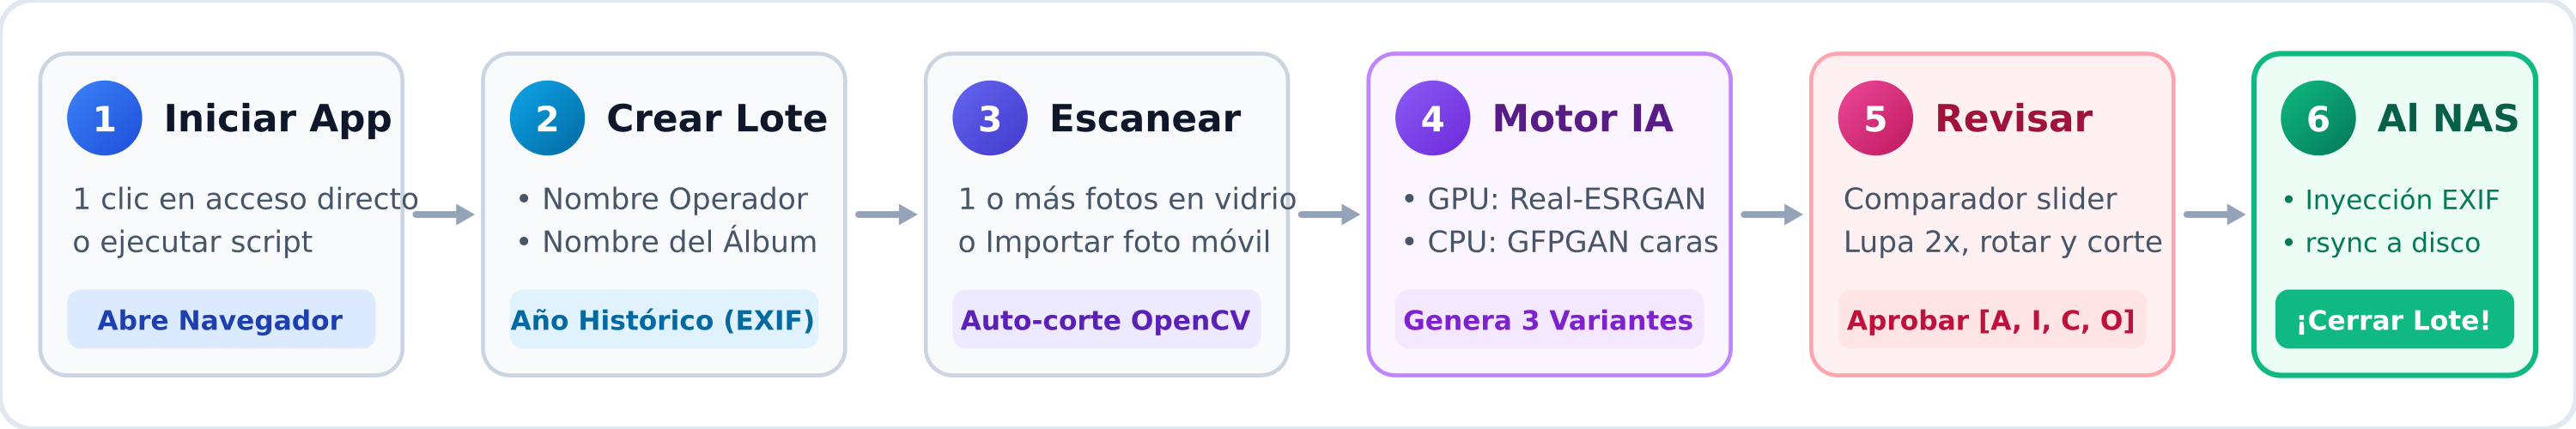 1 Iniciar App
1 clic en acceso directo
o ejecutar script
Abre Navegador
2 Crear Lote
• Nombre Operador
• Nombre del Álbum
Año Histórico (EXIF)
3 Escanear
1 o más fotos en vidrio
o Importar foto móvil
Auto-corte OpenCV
4 Motor IA
• GPU: Real-ESRGAN
• CPU: GFPGAN caras
Genera 3 Variantes
5 Revisar
Comparador slider
Lupa 2x, rotar y corte
Aprobar [A, I, C, O]
6 Al NAS
• Inyección EXIF
• rsync a disco
¡Cerrar Lote!